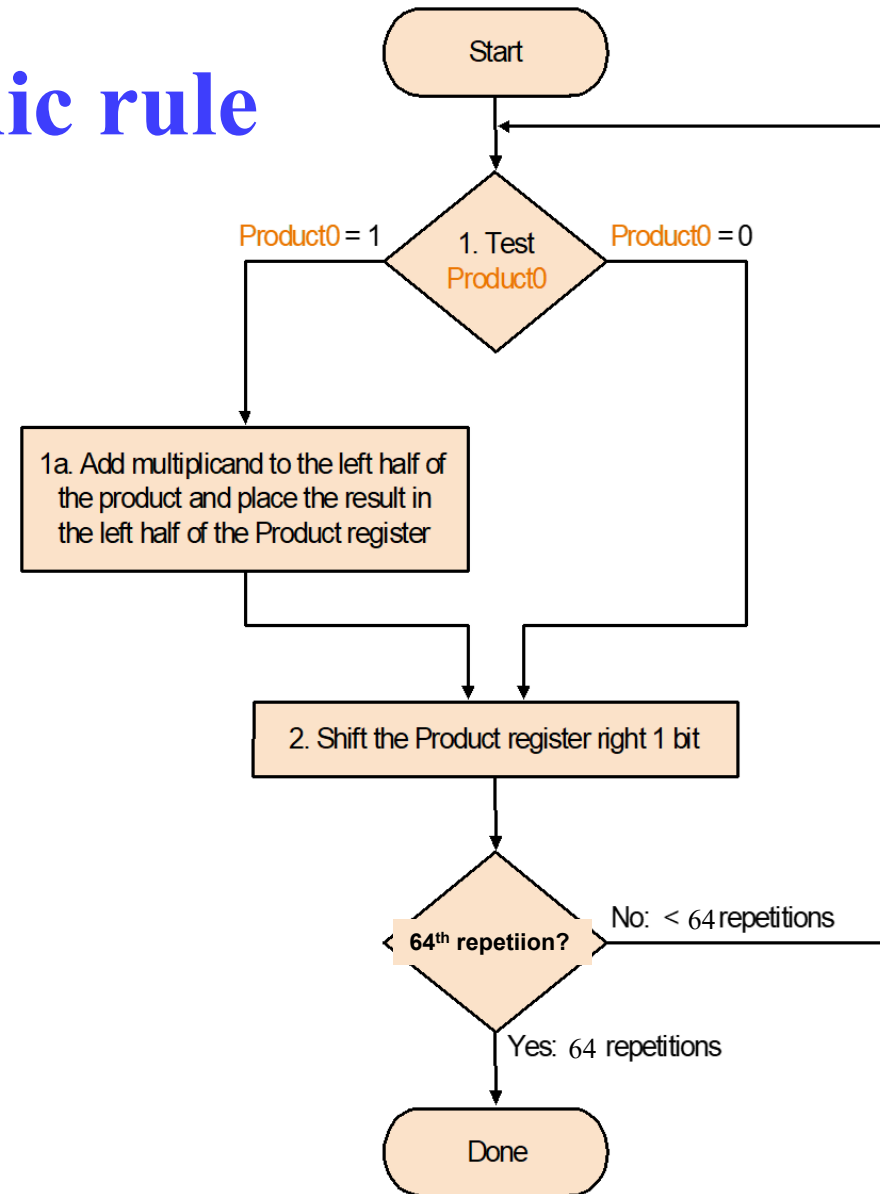 Start
ic rule
Product0 = 1
1. Test
Product0
Product0 = 0
1a. Add multiplicand to the left half of
the product and place the result in
the left half of the Product register
2. Shift the Product register right 1 bit
64th repetiion?
No: < 64 repetitions
Yes: 64 repetitions
Done